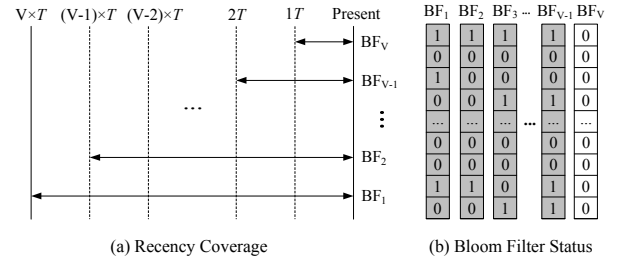 V×T (V-1)×T (V-2)×T 2T 1T Present
BF_V
BF_{V-1}
...
BF_2
BF_1
(a) Recency Coverage
BF_1 BF_2 BF_3 ... BF_{V-1} BF_V
1 1 1 1 0
0 0 0 0 0
1 0 0 0 0
0 0 1 1 0
... ... ... ... ... ...
0 0 0 0 0
0 0 0 0 0
1 1 0 1 0
0 0 1 1 0
(b) Bloom Filter Status